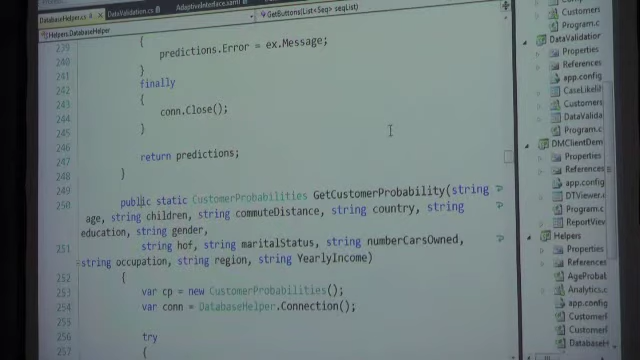 DatabaseHelper.cs
DataValidation.cs
AdaptiveInterface.xaml
Helpers.DatabaseHelper
GetButtons(List<Seq> seqList)
239 {
240 predictions.Error = ex.Message;
241 }
242 finally
243 {
244 conn.Close();
245 }
246
247 return predictions;
248 }
249
250 public static CustomerProbabilities GetCustomerProbability(string
age, string children, string commuteDistance, string country, string
education, string gender,
251 string hof, string maritalStatus, string numberCarsOwned,
string occupation, string region, string YearlyIncome)
252 {
253 var cp = new CustomerProbabilities();
254 var conn = DatabaseHelper.Connection();
255
256 try
257 {
Customers
Program.c
DataValidation
Properties
References
app.config
CaseLikeli
Customers
DataValida
Program.c
DMClientDem
Properties
References
app.config
DTViewer.c
Program.c
ReportView
Helpers
Properties
References
AgeProbab
Analytics.c
app.config
CustomerF
CustomerF
DatabaseH